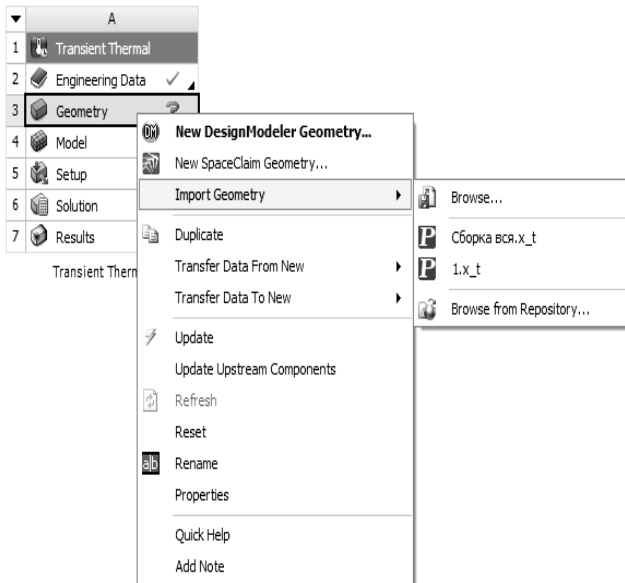 A
1 Transient Thermal
2 Engineering Data
3 Geometry
4 Model
5 Setup
6 Solution
7 Results
Transient Therm
DM New DesignModeler Geometry...
New SpaceClaim Geometry...
Import Geometry
Duplicate
Transfer Data From New
Transfer Data To New
Update
Update Upstream Components
Refresh
Reset
a|b Rename
Properties
Quick Help
Add Note
Browse...
P Сборка вся.x_t
P 1.x_t
Browse from Repository...